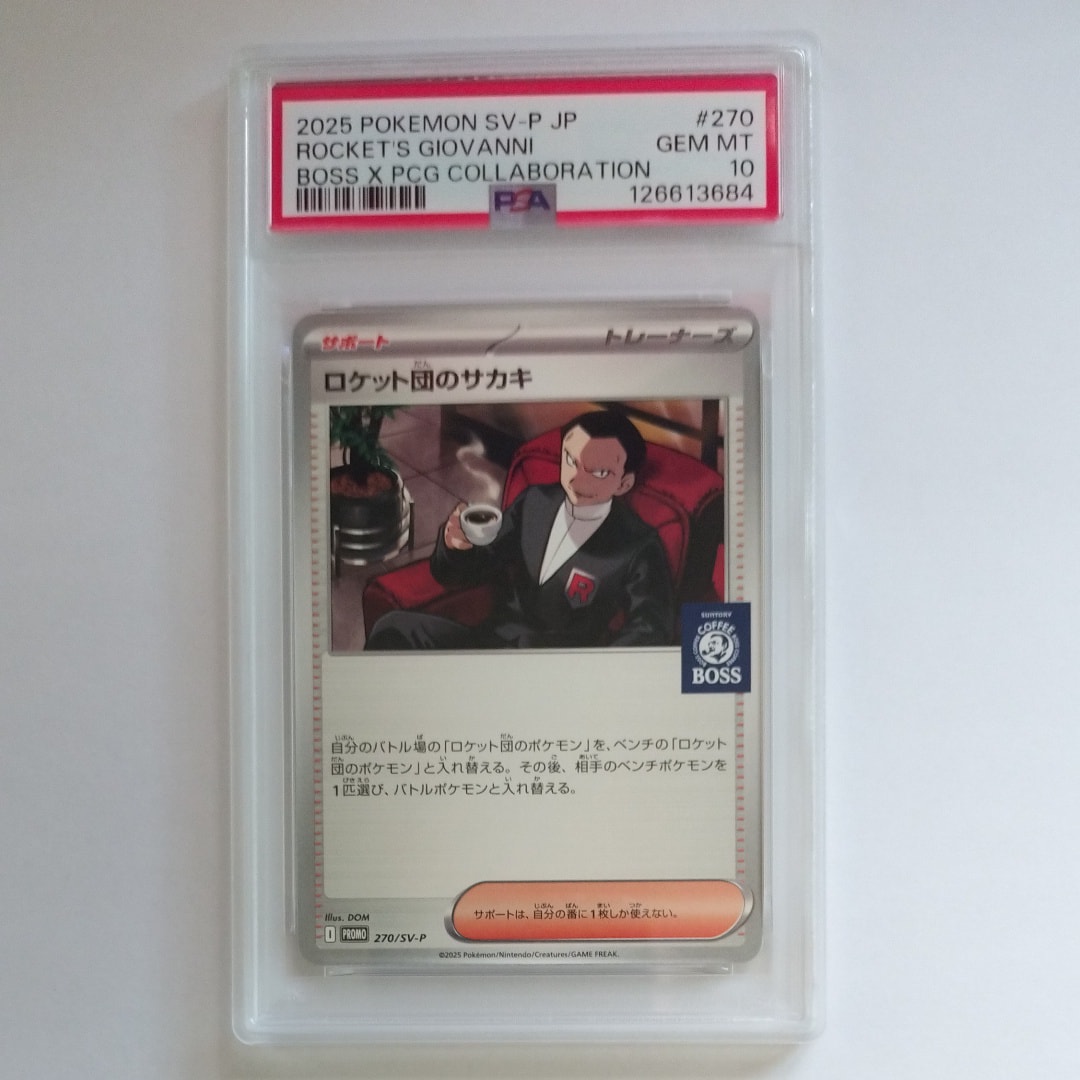 2025 POKEMON SV-P JP #270
ROCKET'S GIOVANNI GEM MT
BOSS X PCG COLLABORATION 10
PSA 126613684
サポート トレーナーズ
ロケット団のサカキ
だん
R
SUNTORY
COFFEE
BOSS
自分のバトル場の「ロケット団のポケモン」を、ベンチの「ロケット
団のポケモン」と入れ替える。その後、相手のベンチポケモンを
1匹選び、バトルポケモンと入れ替える。
サポートは、自分の番に1枚しか使えない。
Illus. DOM
I PROMO 270/SV-P
©2025 Pokémon/Nintendo/Creatures/GAME FREAK.